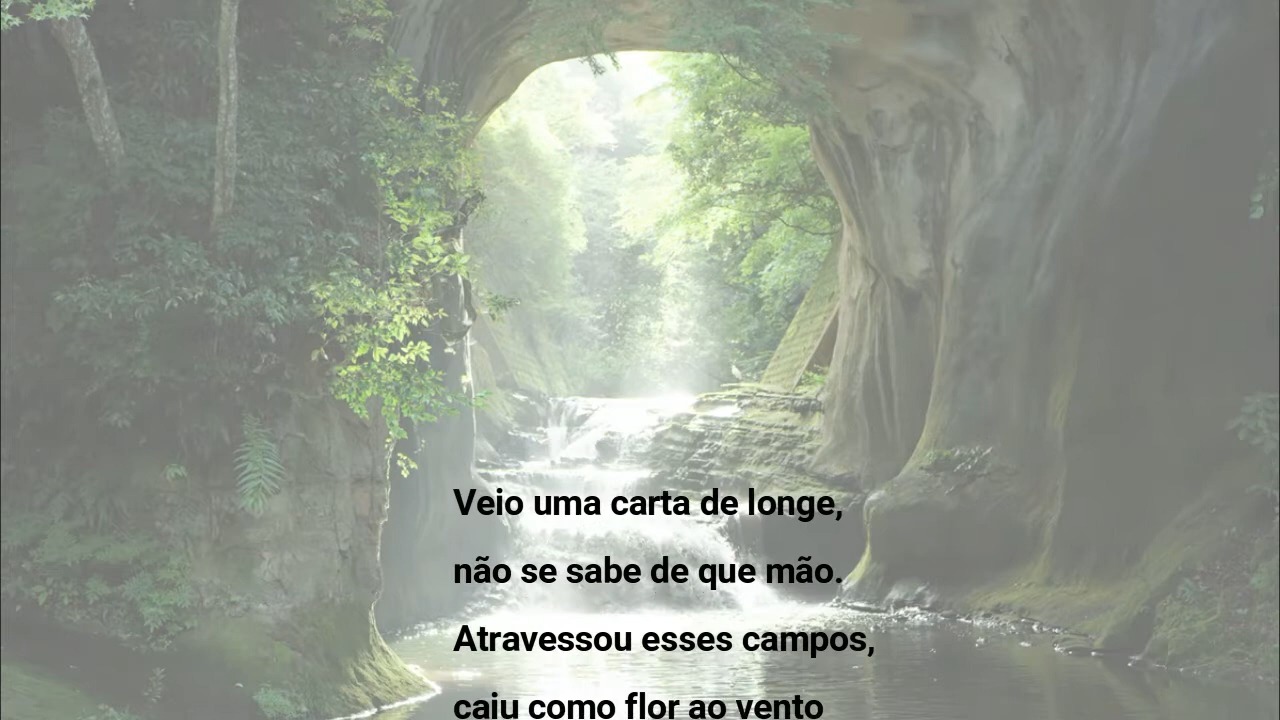 Veio uma carta de longe,
não se sabe de que mão.
Atravessou esses campos,
caiu como flor ao vento